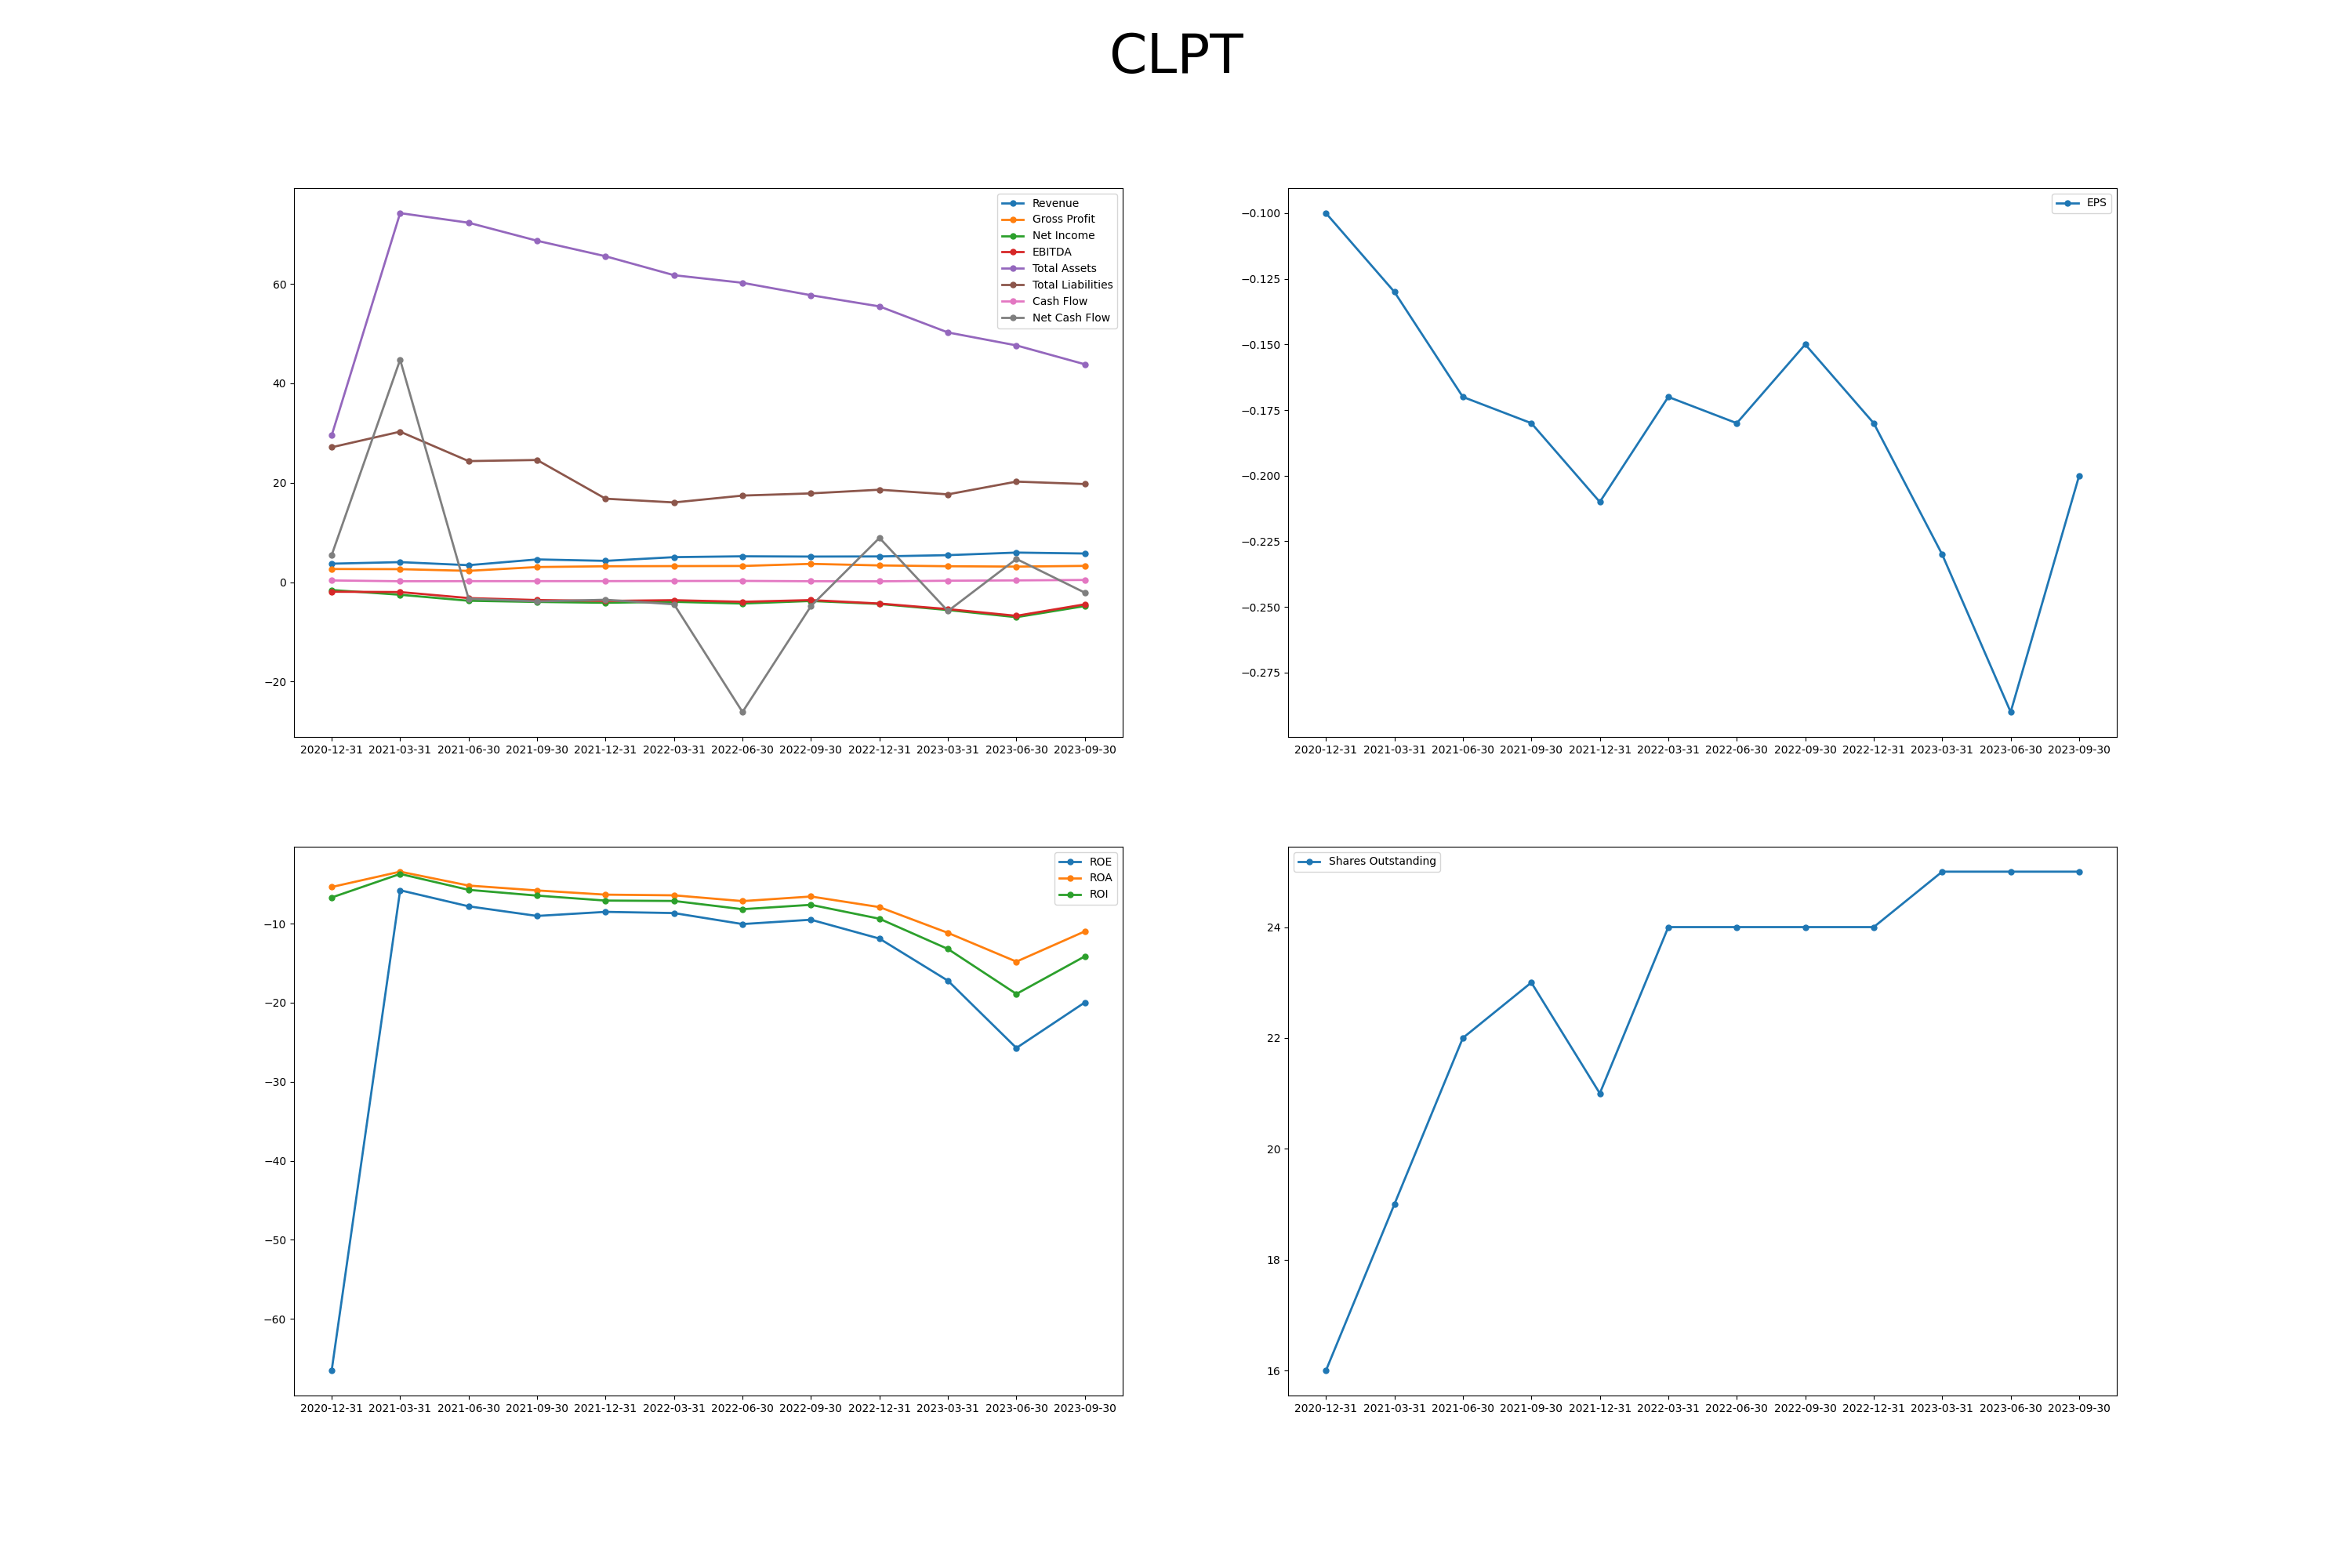 CLPT
60
40
20
0
−20
Revenue
Gross Profit
Net Income
EBITDA
Total Assets
Total Liabilities
Cash Flow
Net Cash Flow
2020-12-31 2021-03-31 2021-06-30 2021-09-30 2021-12-31 2022-03-31 2022-06-30 2022-09-30 2022-12-31 2023-03-31 2023-06-30 2023-09-30
−0.100
−0.125
−0.150
−0.175
−0.200
−0.225
−0.250
−0.275
EPS
2020-12-31 2021-03-31 2021-06-30 2021-09-30 2021-12-31 2022-03-31 2022-06-30 2022-09-30 2022-12-31 2023-03-31 2023-06-30 2023-09-30
−10
−20
−30
−40
−50
−60
ROE
ROA
ROI
2020-12-31 2021-03-31 2021-06-30 2021-09-30 2021-12-31 2022-03-31 2022-06-30 2022-09-30 2022-12-31 2023-03-31 2023-06-30 2023-09-30
Shares Outstanding
24
22
20
18
16
2020-12-31 2021-03-31 2021-06-30 2021-09-30 2021-12-31 2022-03-31 2022-06-30 2022-09-30 2022-12-31 2023-03-31 2023-06-30 2023-09-30